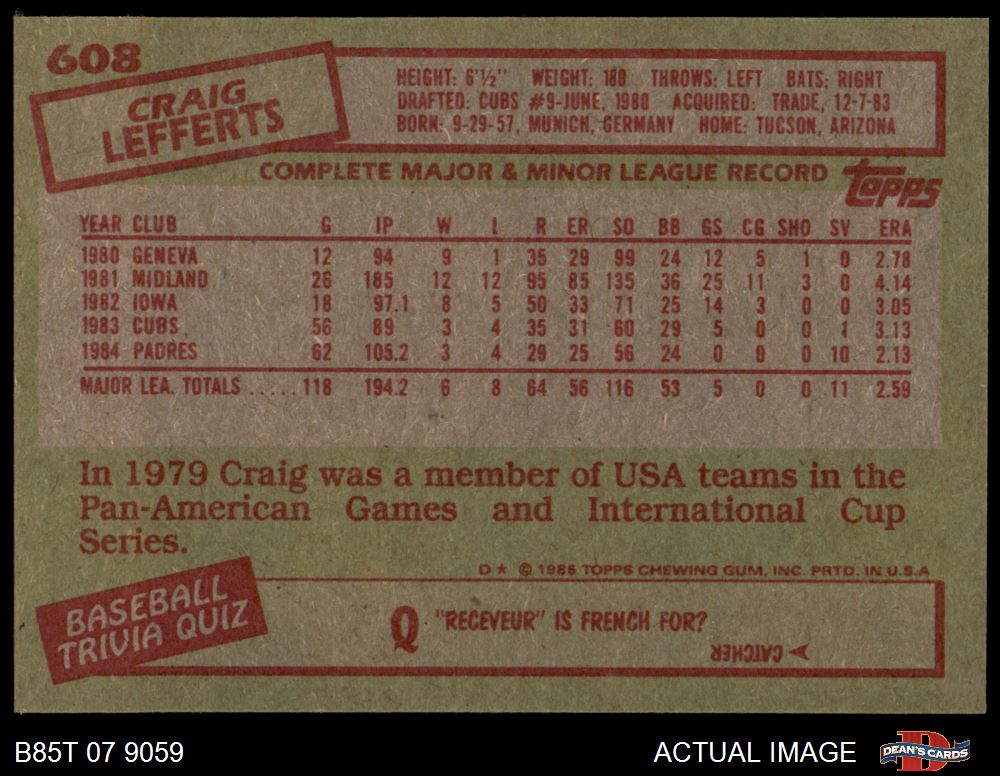 608
CRAIG
LEFFERTS
HEIGHT: 6'½" WEIGHT: 180 THROWS: LEFT BATS: RIGHT
DRAFTED: CUBS #9-JUNE, 1980 ACQUIRED: TRADE, 12-7-83
BORN: 9-29-57, MUNICH, GERMANY HOME: TUCSON, ARIZONA
COMPLETE MAJOR & MINOR LEAGUE RECORD
topps
YEAR CLUB G IP W L R ER SO BB GS CG SHO SV ERA
1980 GENEVA 12 94 9 1 35 29 99 24 12 5 1 0 2.78
1981 MIDLAND 26 185 12 12 95 85 135 36 25 11 3 0 4.14
1982 IOWA 18 97.1 8 5 50 33 71 25 14 3 0 0 3.05
1983 CUBS 56 89 3 4 35 31 60 29 5 0 0 1 3.13
1984 PADRES 62 105.2 3 4 29 25 56 24 0 0 0 10 2.13
MAJOR LEA. TOTALS ..... 118 194.2 6 8 64 56 116 53 5 0 0 11 2.59
In 1979 Craig was a member of USA teams in the
Pan-American Games and International Cup
Series.
D★ © 1985 TOPPS CHEWING GUM, INC. PRTD. IN U.S.A
BASEBALL
TRIVIA QUIZ
Q "RECEVEUR" IS FRENCH FOR?
CATCHER
B85T 07 9059
ACTUAL IMAGE
D
DEAN'S CARDS